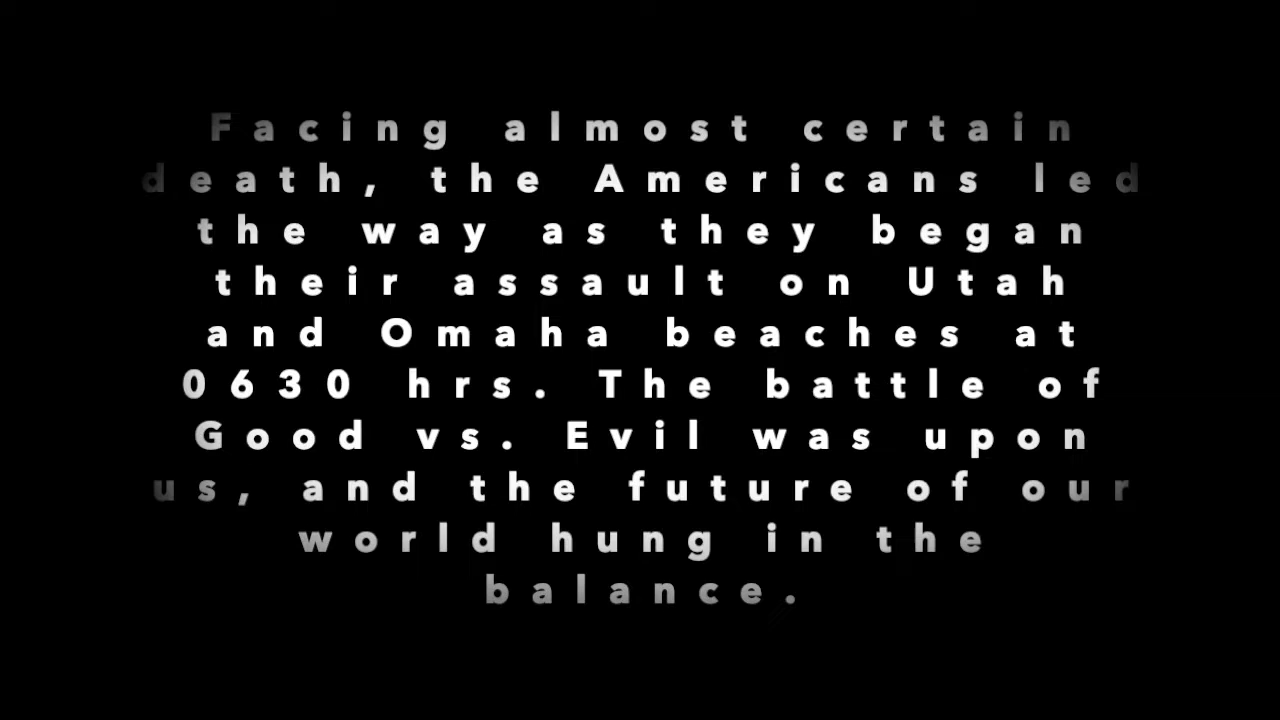 Facing almost certain
death, the Americans led
the way as they began
their assault on Utah
and Omaha beaches at
0630 hrs. The battle of
Good vs. Evil was upon
us, and the future of our
world hung in the
balance.